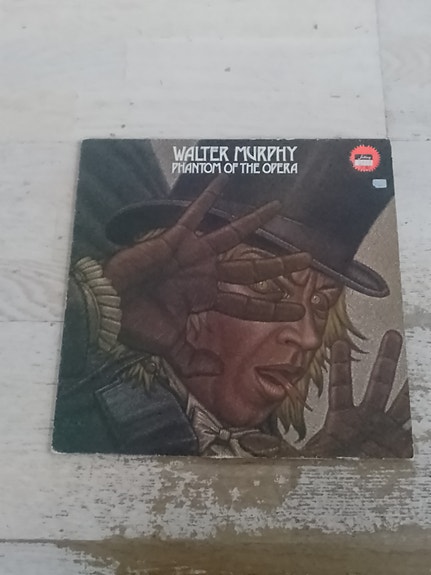 WALTER MURPHY
PHANTOM OF THE OPERA